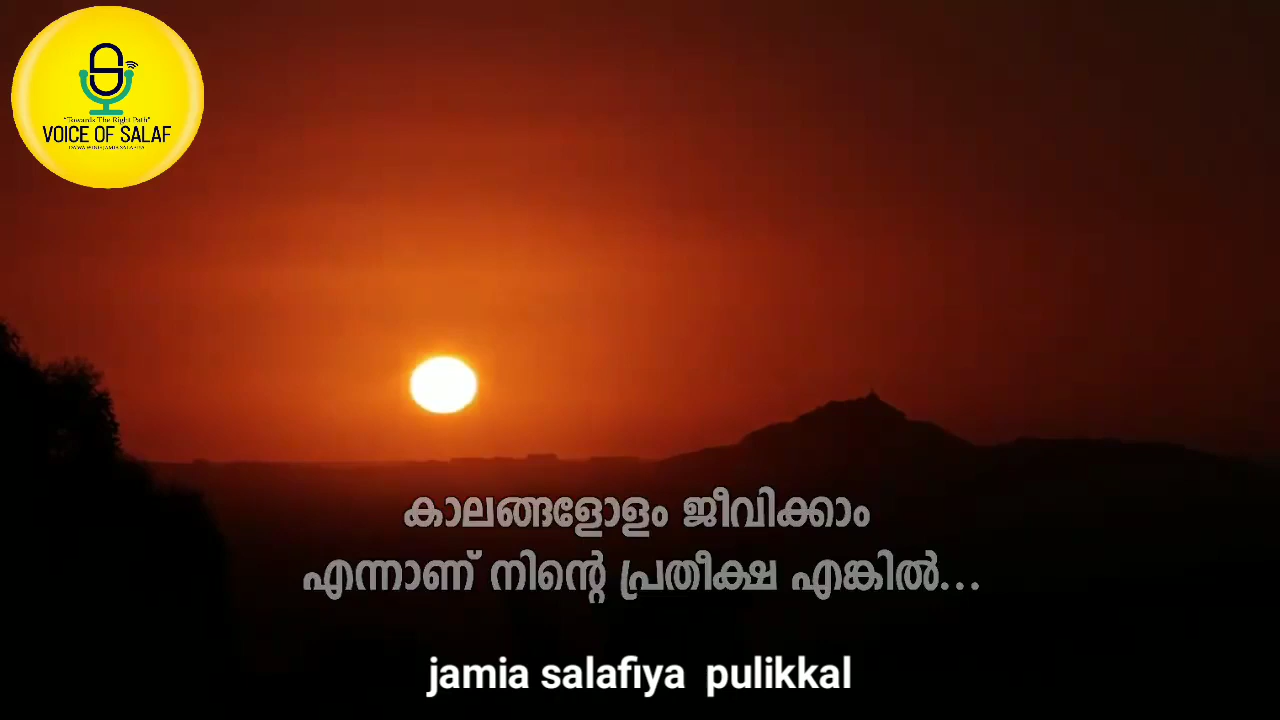 "Towards The Right Path"
VOICE OF SALAF
കാലങ്ങളോളം ജീവിക്കാം
എന്നാണ് നിന്റെ പ്രതീക്ഷ എങ്കിൽ...
jamia salafiya pulikkal